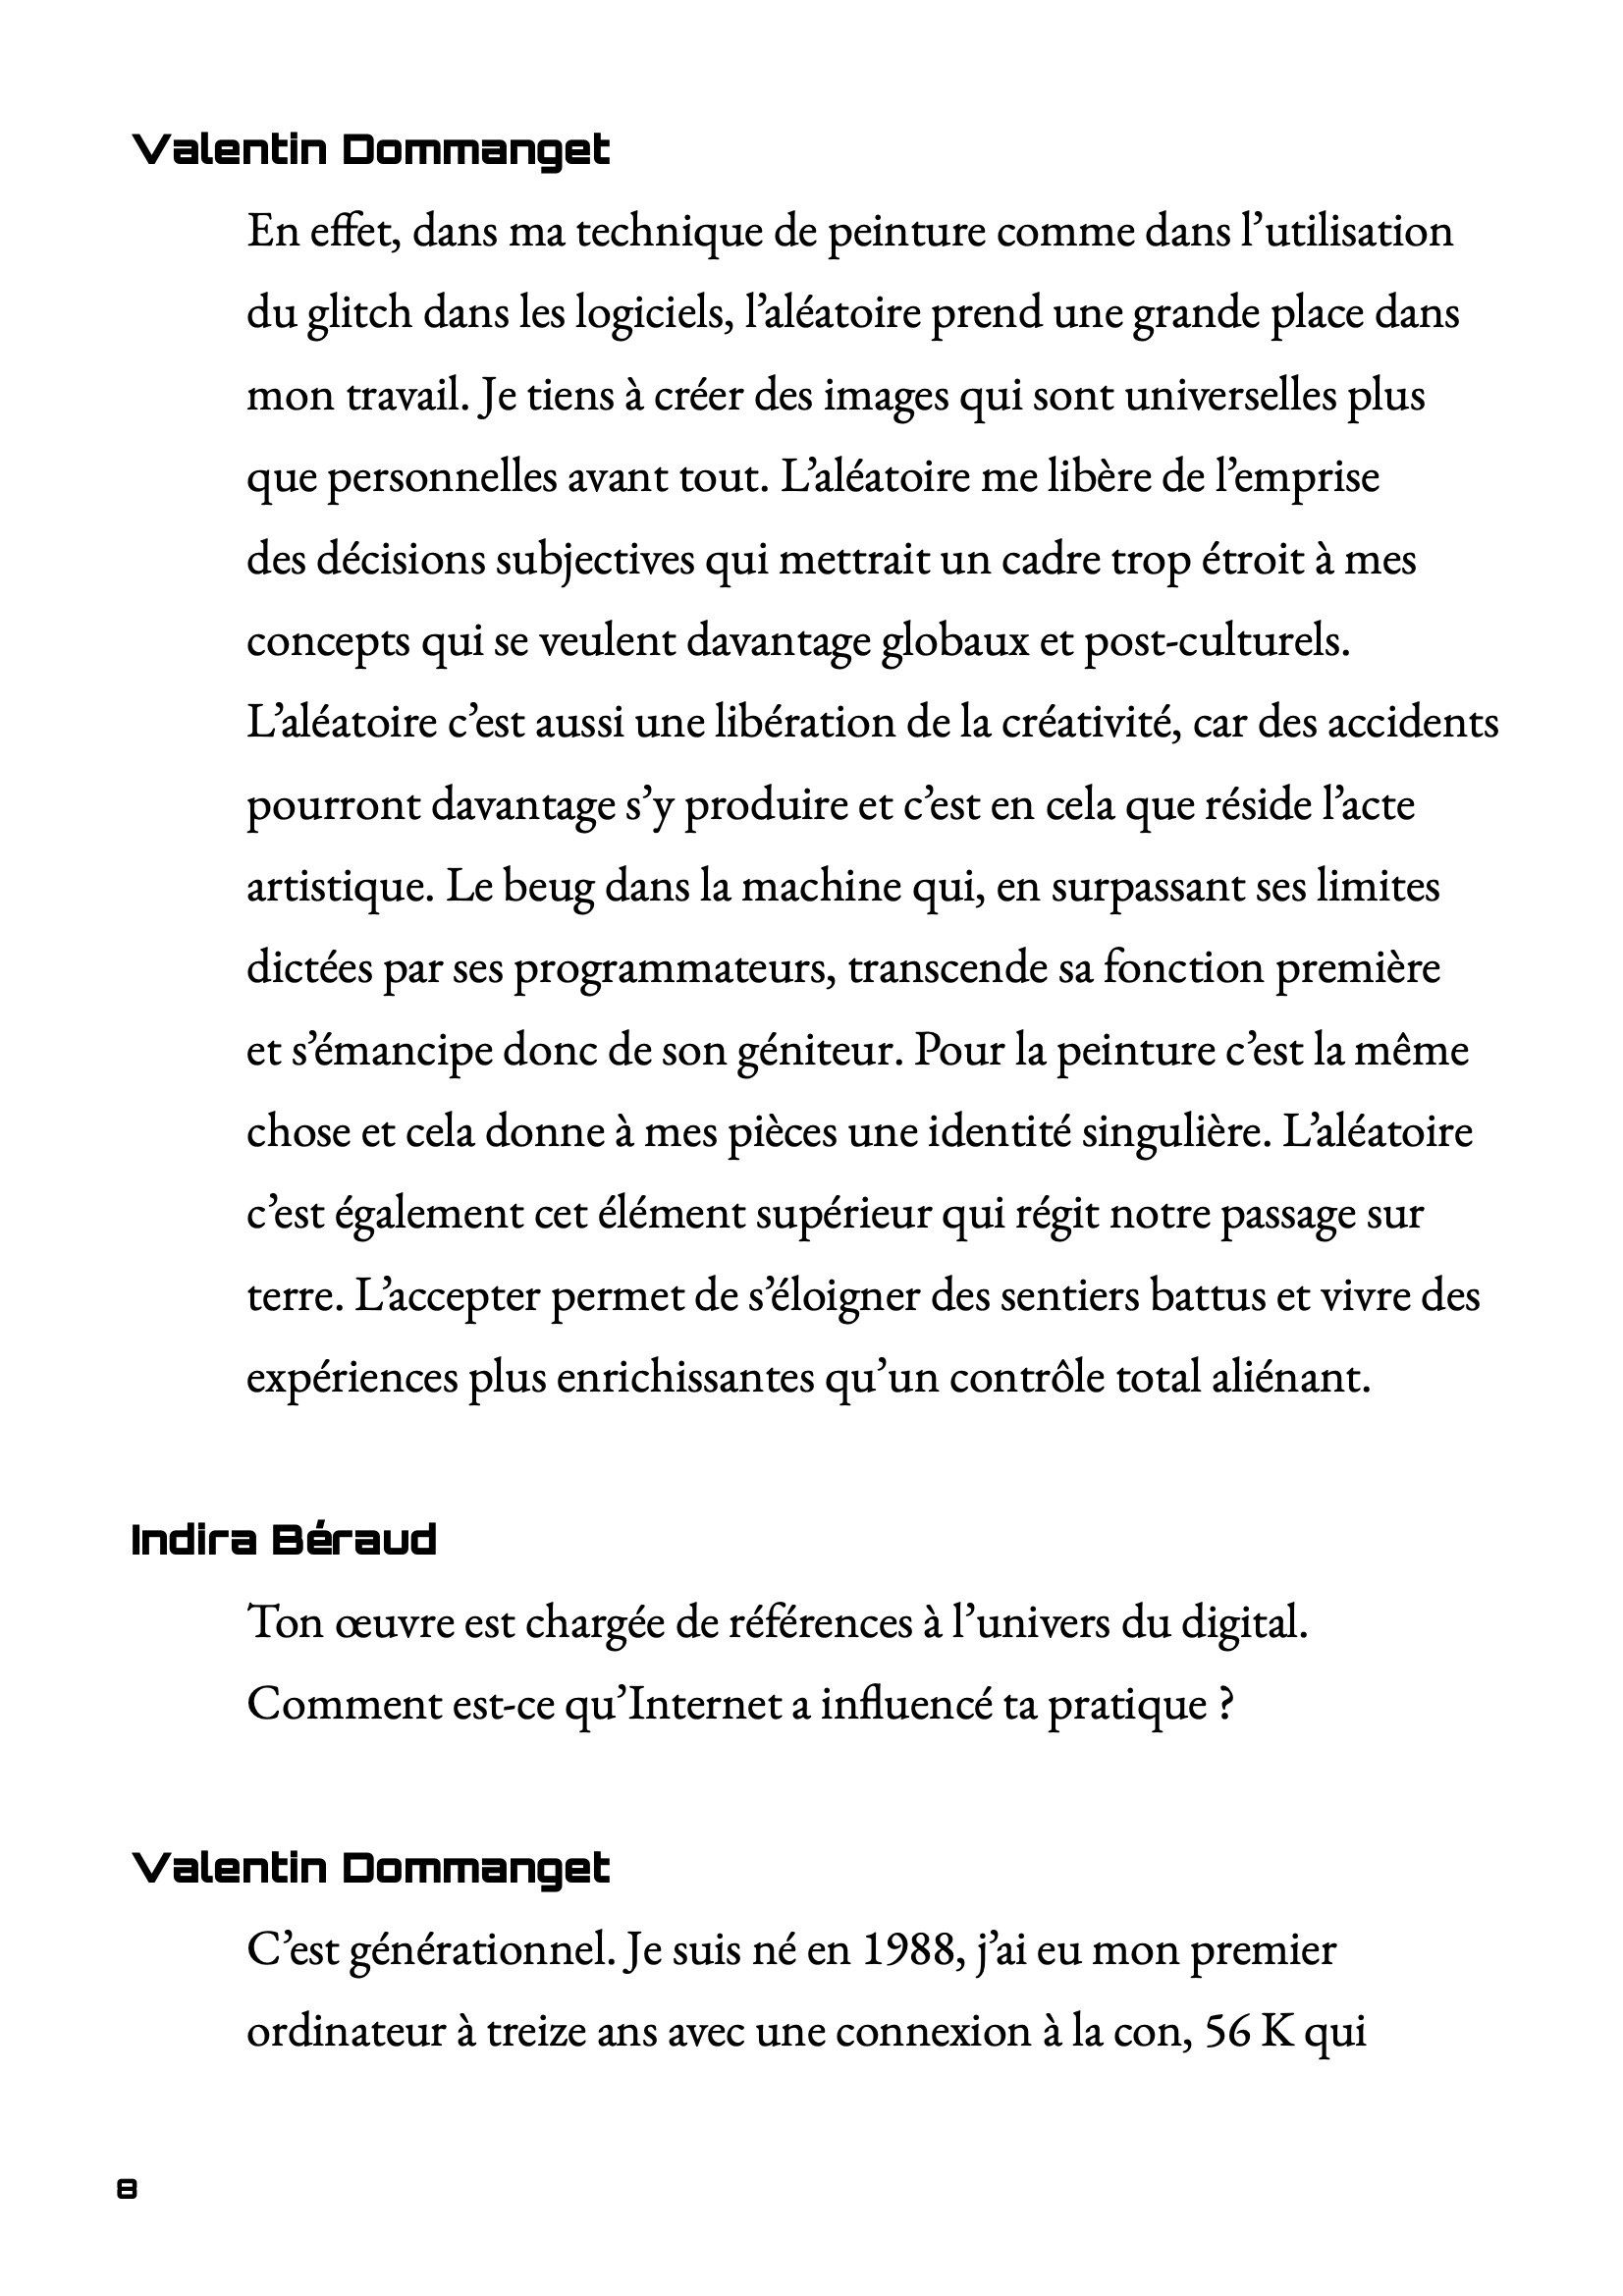 Valentin Dommanget
En effet, dans ma technique de peinture comme dans l’utilisation
du glitch dans les logiciels, l’aléatoire prend une grande place dans
mon travail. Je tiens à créer des images qui sont universelles plus
que personnelles avant tout. L’aléatoire me libère de l’emprise
des décisions subjectives qui mettrait un cadre trop étroit à mes
concepts qui se veulent davantage globaux et post-culturels.
L’aléatoire c’est aussi une libération de la créativité, car des accidents
pourront davantage s’y produire et c’est en cela que réside l’acte
artistique. Le beug dans la machine qui, en surpassant ses limites
dictées par ses programmateurs, transcende sa fonction première
et s’émancipe donc de son géniteur. Pour la peinture c’est la même
chose et cela donne à mes pièces une identité singulière. L’aléatoire
c’est également cet élément supérieur qui régit notre passage sur
terre. L’accepter permet de s’éloigner des sentiers battus et vivre des
expériences plus enrichissantes qu’un contrôle total aliénant.
Indira Béraud
Ton œuvre est chargée de références à l’univers du digital.
Comment est-ce qu’Internet a influencé ta pratique ?
Valentin Dommanget
C’est générationnel. Je suis né en 1988, j’ai eu mon premier
ordinateur à treize ans avec une connexion à la con, 56 K qui
8